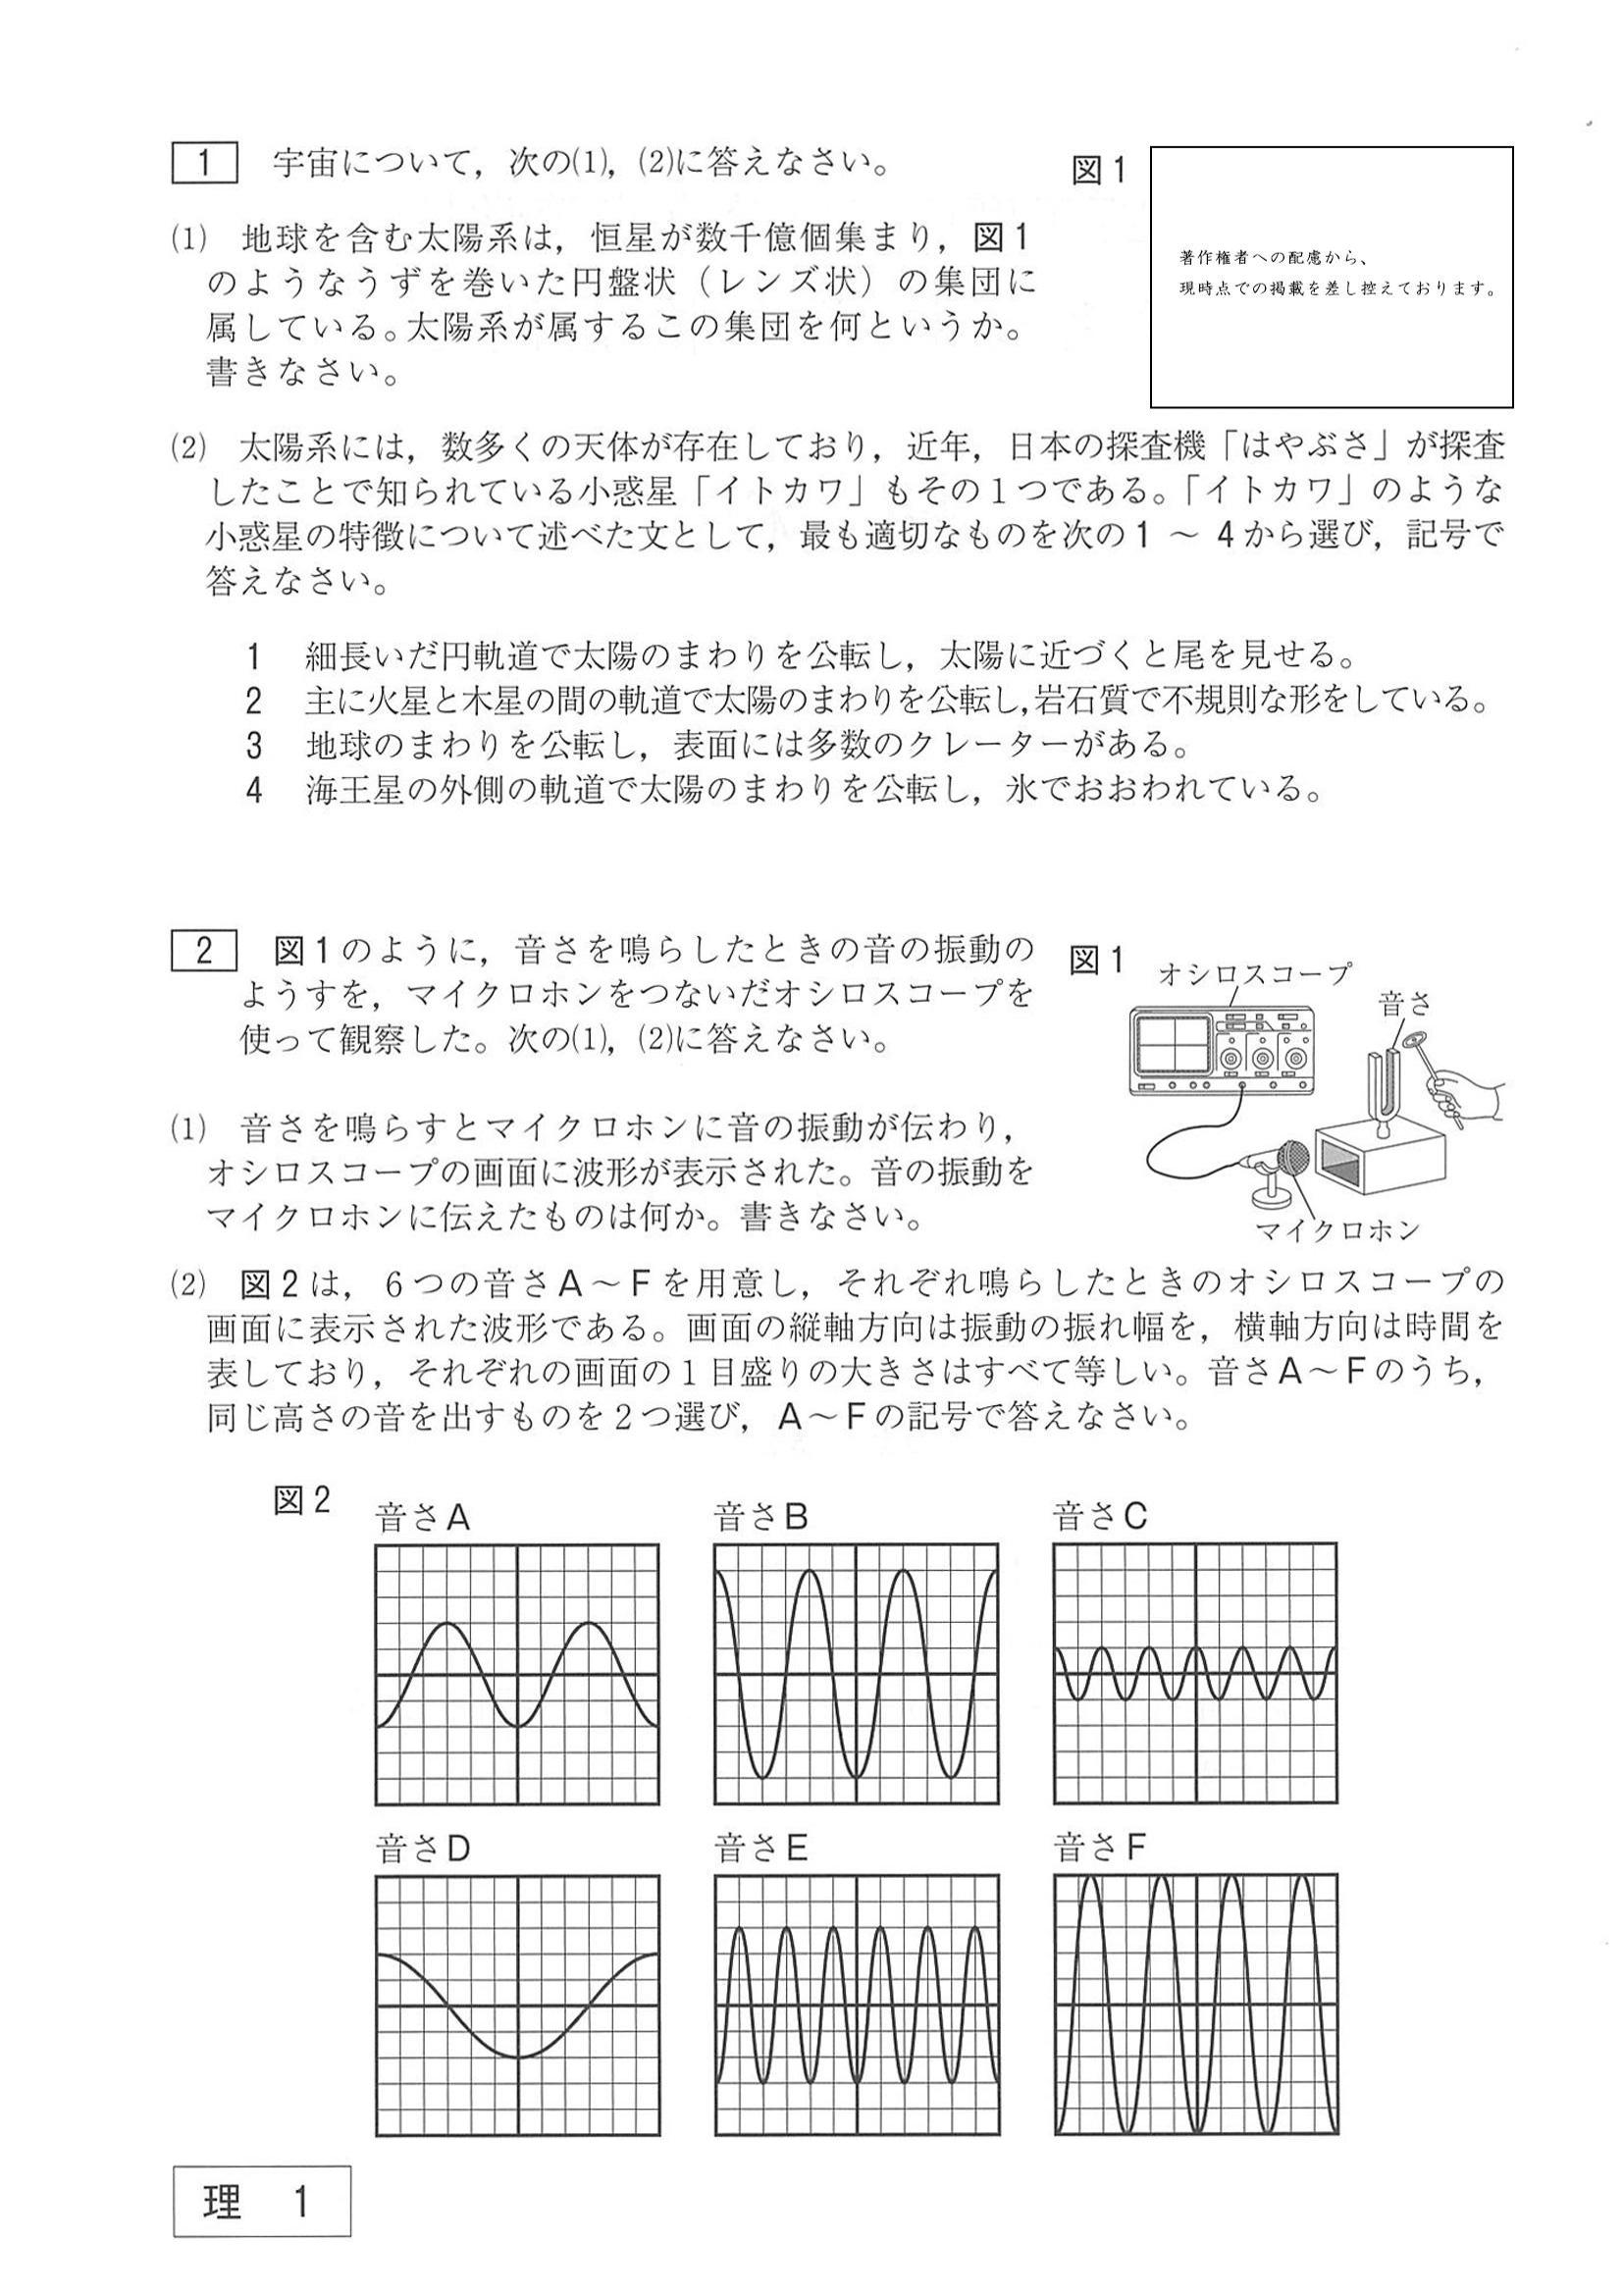 1　宇宙について，次の(1)，(2)に答えなさい。
図1
著作権者への配慮から、
現時点での掲載を差し控えております。
(1)　地球を含む太陽系は，恒星が数千億個集まり，図1
のようなうずを巻いた円盤状（レンズ状）の集団に
属している。太陽系が属するこの集団を何というか。
書きなさい。
(2)　太陽系には，数多くの天体が存在しており，近年，日本の探査機「はやぶさ」が探査
したことで知られている小惑星「イトカワ」もその1つである。「イトカワ」のような
小惑星の特徴について述べた文として，最も適切なものを次の1 ～ 4から選び，記号で
答えなさい。
1　細長いだ円軌道で太陽のまわりを公転し，太陽に近づくと尾を見せる。
2　主に火星と木星の間の軌道で太陽のまわりを公転し，岩石質で不規則な形をしている。
3　地球のまわりを公転し，表面には多数のクレーターがある。
4　海王星の外側の軌道で太陽のまわりを公転し，氷でおおわれている。
2　図1のように，音さを鳴らしたときの音の振動の
ようすを，マイクロホンをつないだオシロスコープを
使って観察した。次の(1)，(2)に答えなさい。
図1
オシロスコープ
音さ
マイクロホン
(1)　音さを鳴らすとマイクロホンに音の振動が伝わり，
オシロスコープの画面に波形が表示された。音の振動を
マイクロホンに伝えたものは何か。書きなさい。
(2)　図2は，6つの音さA～Fを用意し，それぞれ鳴らしたときのオシロスコープの
画面に表示された波形である。画面の縦軸方向は振動の振れ幅を，横軸方向は時間を
表しており，それぞれの画面の1目盛りの大きさはすべて等しい。音さA～Fのうち，
同じ高さの音を出すものを2つ選び，A～Fの記号で答えなさい。
図2
音さA
音さB
音さC
音さD
音さE
音さF
理　1